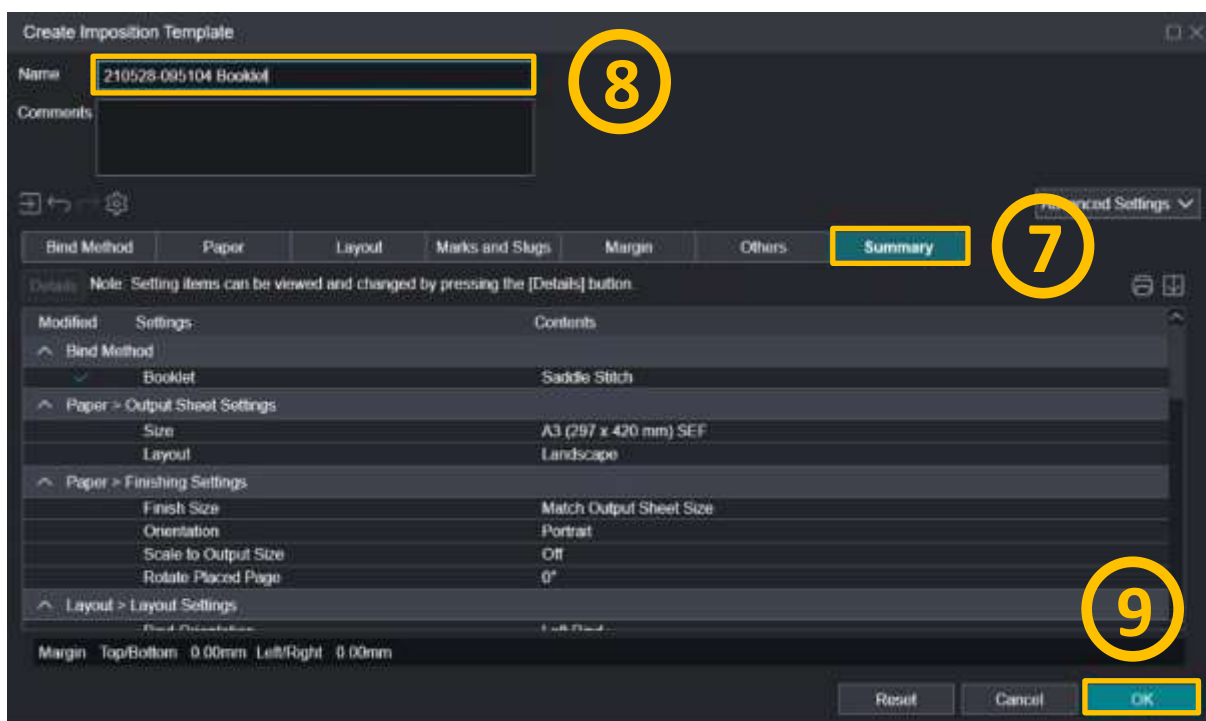 Create Imposition Template
Name 210528-095104 Booklet
8
Comments
Advanced Settings
7
Bind Method Paper Layout Marks and Slugs Margin Others Summary
Details Note: Setting items can be viewed and changed by pressing the [Details] button.
Modified Settings Contents
Bind Method
Booklet Saddle Stitch
Paper > Output Sheet Settings
Size A3 (297 x 420 mm) SEF
Layout Landscape
Paper > Finishing Settings
Finish Size Match Output Sheet Size
Orientation Portrait
Scale to Output Size Off
Rotate Placed Page 0°
Layout > Layout Settings
9
Margin Top/Bottom 0.00mm Left/Right 0.00mm
Reset Cancel OK